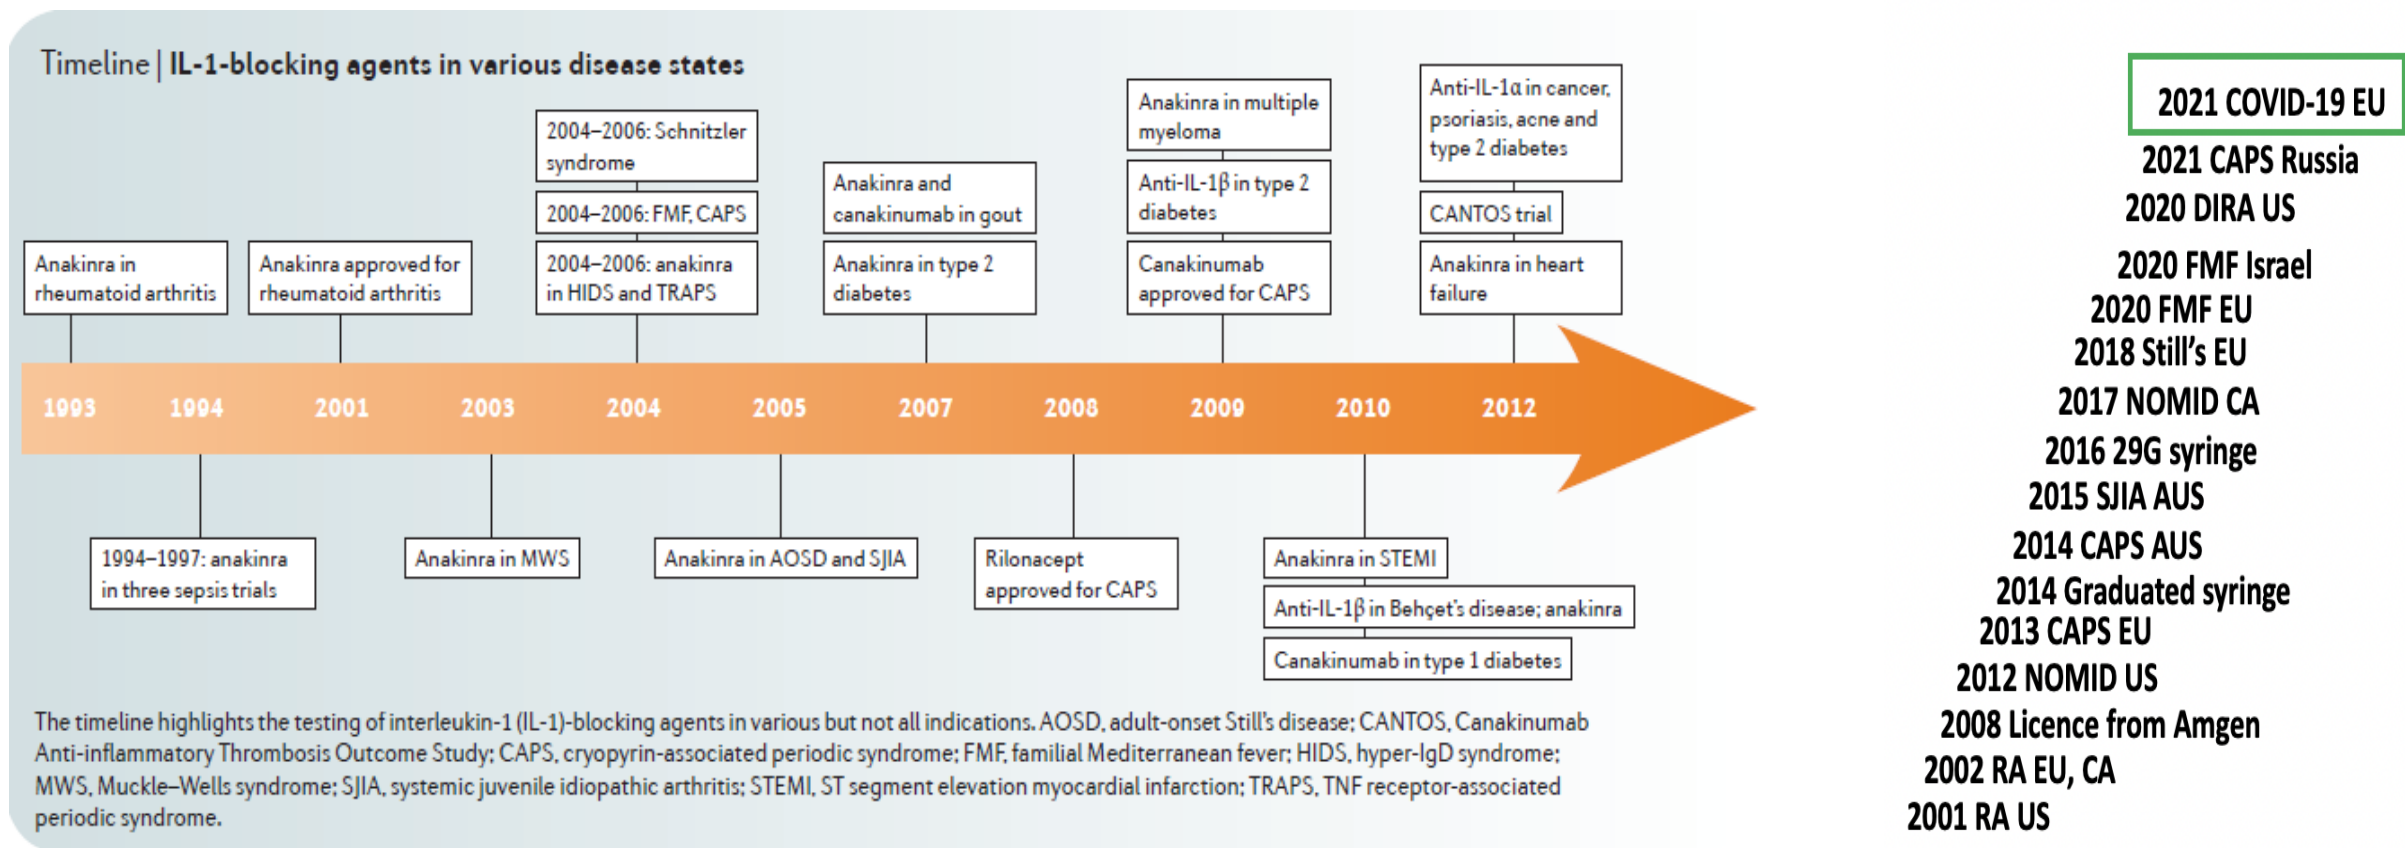 Timeline | IL-1-blocking agents in various disease states
Anakinra in
rheumatoid arthritis
Anakinra approved for
rheumatoid arthritis
2004–2006: Schnitzler
syndrome
2004–2006: FMF, CAPS
2004–2006: anakinra
in HIDS and TRAPS
Anakinra and
canakinumab in gout
Anakinra in type 2
diabetes
Anakinra in multiple
myeloma
Anti-IL-1β in type 2
diabetes
Canakinumab
approved for CAPS
Anti-IL-1α in cancer,
psoriasis, acne and
type 2 diabetes
CANTOS trial
Anakinra in heart
failure
1993 1994 2001 2003 2004 2005 2007 2008 2009 2010 2012
1994–1997: anakinra
in three sepsis trials
Anakinra in MWS
Anakinra in AOSD and SJIA
Rilonacept
approved for CAPS
Anakinra in STEMI
Anti-IL-1β in Behçet's disease; anakinra
Canakinumab in type 1 diabetes
The timeline highlights the testing of interleukin-1 (IL-1)-blocking agents in various but not all indications. AOSD, adult-onset Still's disease; CANTOS, Canakinumab
Anti-inflammatory Thrombosis Outcome Study; CAPS, cryopyrin-associated periodic syndrome; FMF, familial Mediterranean fever; HIDS, hyper-IgD syndrome;
MWS, Muckle–Wells syndrome; SJIA, systemic juvenile idiopathic arthritis; STEMI, ST segment elevation myocardial infarction; TRAPS, TNF receptor-associated
periodic syndrome.
2021 COVID-19 EU
2021 CAPS Russia
2020 DIRA US
2020 FMF Israel
2020 FMF EU
2018 Still's EU
2017 NOMID CA
2016 29G syringe
2015 SJIA AUS
2014 CAPS AUS
2014 Graduated syringe
2013 CAPS EU
2012 NOMID US
2008 Licence from Amgen
2002 RA EU, CA
2001 RA US